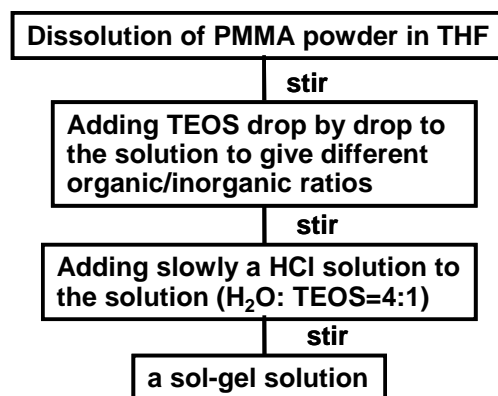 Dissolution of PMMA powder in THF
stir
Adding TEOS drop by drop to
the solution to give different
organic/inorganic ratios
stir
Adding slowly a HCl solution to
the solution (H₂O: TEOS=4:1)
stir
a sol-gel solution